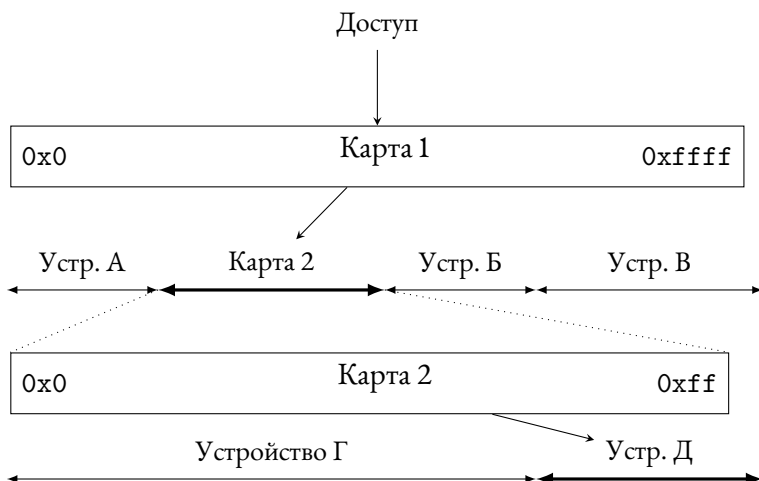 Доступ
0x0 Карта 1 0xffff
Устр. А Карта 2 Устр. Б Устр. В
0x0 Карта 2 0xff
Устройство Г Устр. Д